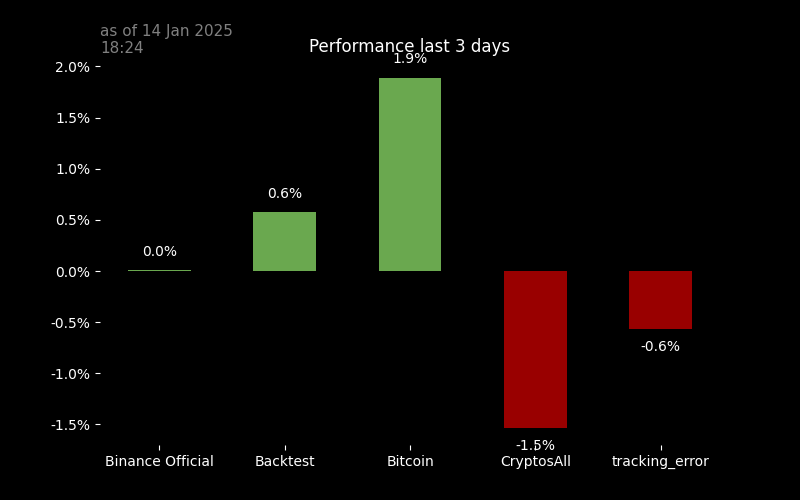 as of 14 Jan 2025
18:24
Performance last 3 days
2.0%
1.5%
1.0%
0.5%
0.0%
-0.5%
-1.0%
-1.5%
0.0%
0.6%
1.9%
-1.5%
-0.6%
Binance Official
Backtest
Bitcoin
CryptosAll
tracking_error